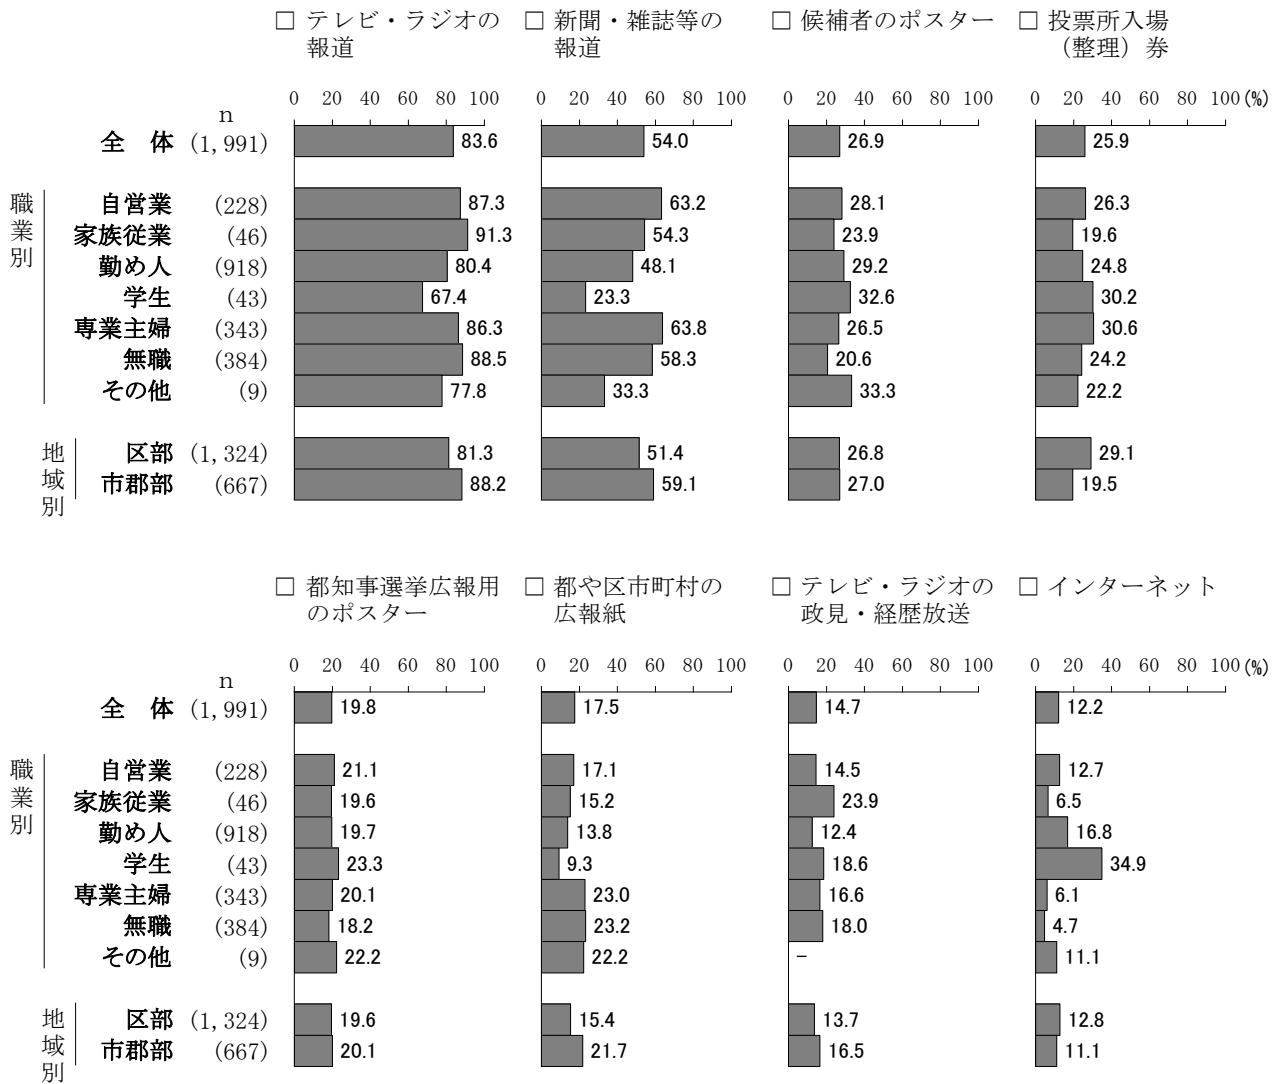 □ テレビ・ラジオの
報道
□ 新聞・雑誌等の
報道
□ 候補者のポスター
□ 投票所入場
（整理）券
0 20 40 60 80 100 0 20 40 60 80 100 0 20 40 60 80 100 0 20 40 60 80 100 (%)
n
全 体 (1,991) 83.6 54.0 26.9 25.9
職業別
自営業 (228) 87.3 63.2 28.1 26.3
家族従業 (46) 91.3 54.3 23.9 19.6
勤め人 (918) 80.4 48.1 29.2 24.8
学生 (43) 67.4 23.3 32.6 30.2
専業主婦 (343) 86.3 63.8 26.5 30.6
無職 (384) 88.5 58.3 20.6 24.2
その他 (9) 77.8 33.3 33.3 22.2
地域別
区部 (1,324) 81.3 51.4 26.8 29.1
市郡部 (667) 88.2 59.1 27.0 19.5
□ 都知事選挙広報用
のポスター
□ 都や区市町村の
広報紙
□ テレビ・ラジオの
政見・経歴放送
□ インターネット
0 20 40 60 80 100 0 20 40 60 80 100 0 20 40 60 80 100 0 20 40 60 80 100 (%)
n
全 体 (1,991) 19.8 17.5 14.7 12.2
職業別
自営業 (228) 21.1 17.1 14.5 12.7
家族従業 (46) 19.6 15.2 23.9 6.5
勤め人 (918) 19.7 13.8 12.4 16.8
学生 (43) 23.3 9.3 18.6 34.9
専業主婦 (343) 20.1 23.0 16.6 6.1
無職 (384) 18.2 23.2 18.0 4.7
その他 (9) 22.2 22.2 － 11.1
地域別
区部 (1,324) 19.6 15.4 13.7 12.8
市郡部 (667) 20.1 21.7 16.5 11.1